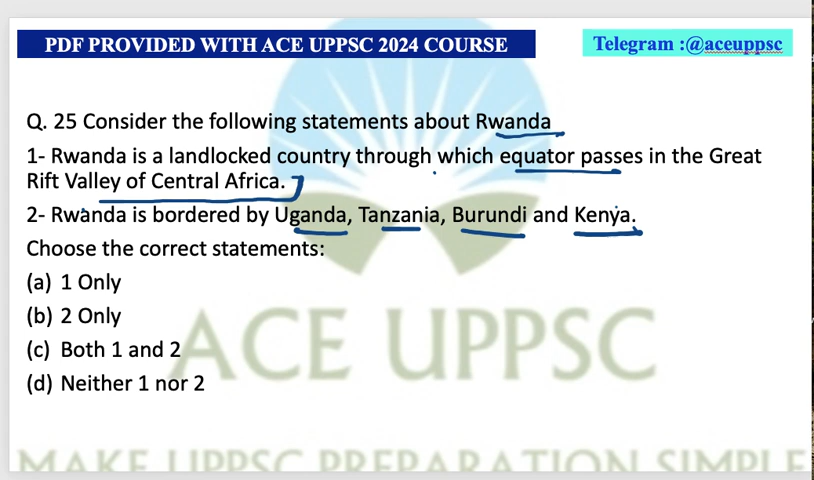 PDF PROVIDED WITH ACE UPPSC 2024 COURSE
Telegram :@aceuppsc
Q. 25 Consider the following statements about Rwanda
1- Rwanda is a landlocked country through which equator passes in the Great
Rift Valley of Central Africa.
2- Rwanda is bordered by Uganda, Tanzania, Burundi and Kenya.
Choose the correct statements:
(a) 1 Only
(b) 2 Only
(c) Both 1 and 2
(d) Neither 1 nor 2
ACE UPPSC
MAKE UPPSC PREPARATION SIMPLE